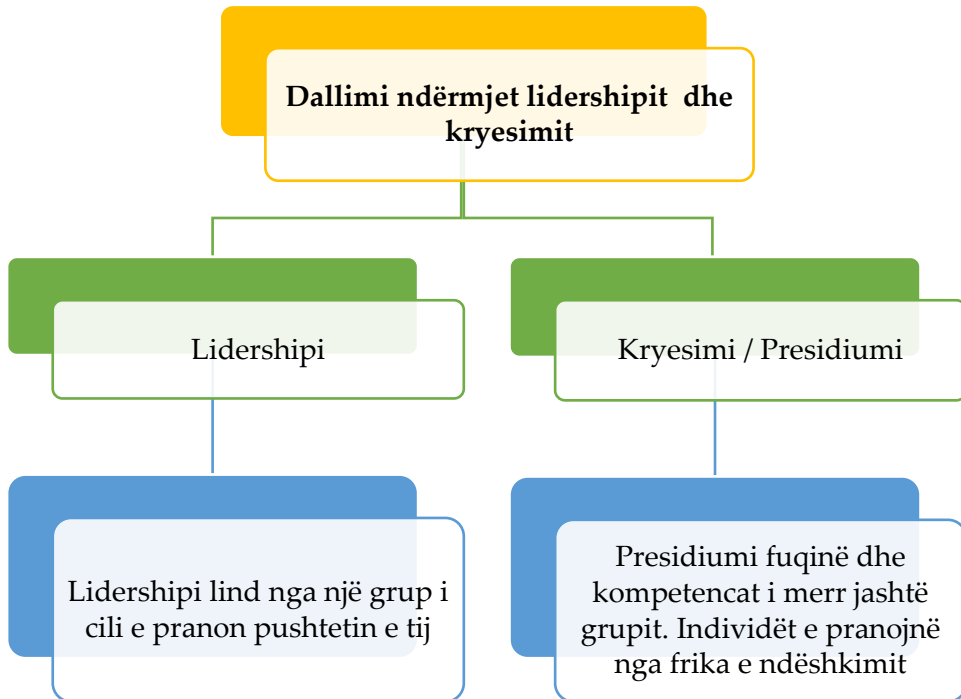 Dallimi ndërmjet lidershipit dhe
kryesimit
Lidershipi
Kryesimi / Presidiumi
Lidershipi lind nga një grup i
cili e pranon pushtetin e tij
Presidiumi fuqinë dhe
kompetencat i merr jashtë
grupit. Individët e pranojnë
nga frika e ndëshkimit